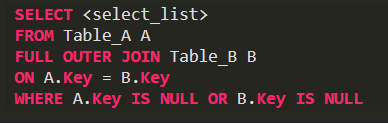 SELECT <select_list>
FROM Table_A A
FULL OUTER JOIN Table_B B
ON A.Key = B.Key
WHERE A.Key IS NULL OR B.Key IS NULL